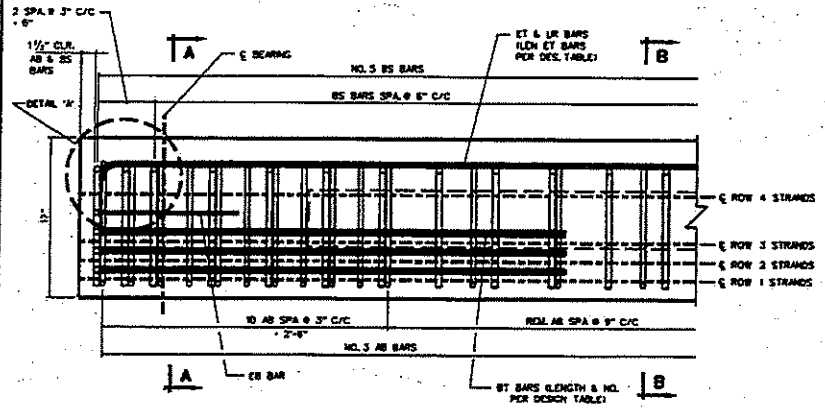 2 SPA. @ 3" C/C
= 6"
1½" CLR.
AB & BS
BARS
A
℄ BEARING
ET & LR BARS
(LEN ET BARS
PER DES. TABLE)
B
NO. 5 BS BARS
BS BARS SPA. @ 6" C/C
DETAIL "A"
17"
℄ ROW 4 STRANDS
℄ ROW 3 STRANDS
℄ ROW 2 STRANDS
℄ ROW 1 STRANDS
10 AB SPA @ 3" C/C
= 2'-6"
REM. AB SPA @ 9" C/C
NO. 3 AB BARS
A
EB BAR
BT BARS (LENGTH & NO.
PER DESIGN TABLE)
B